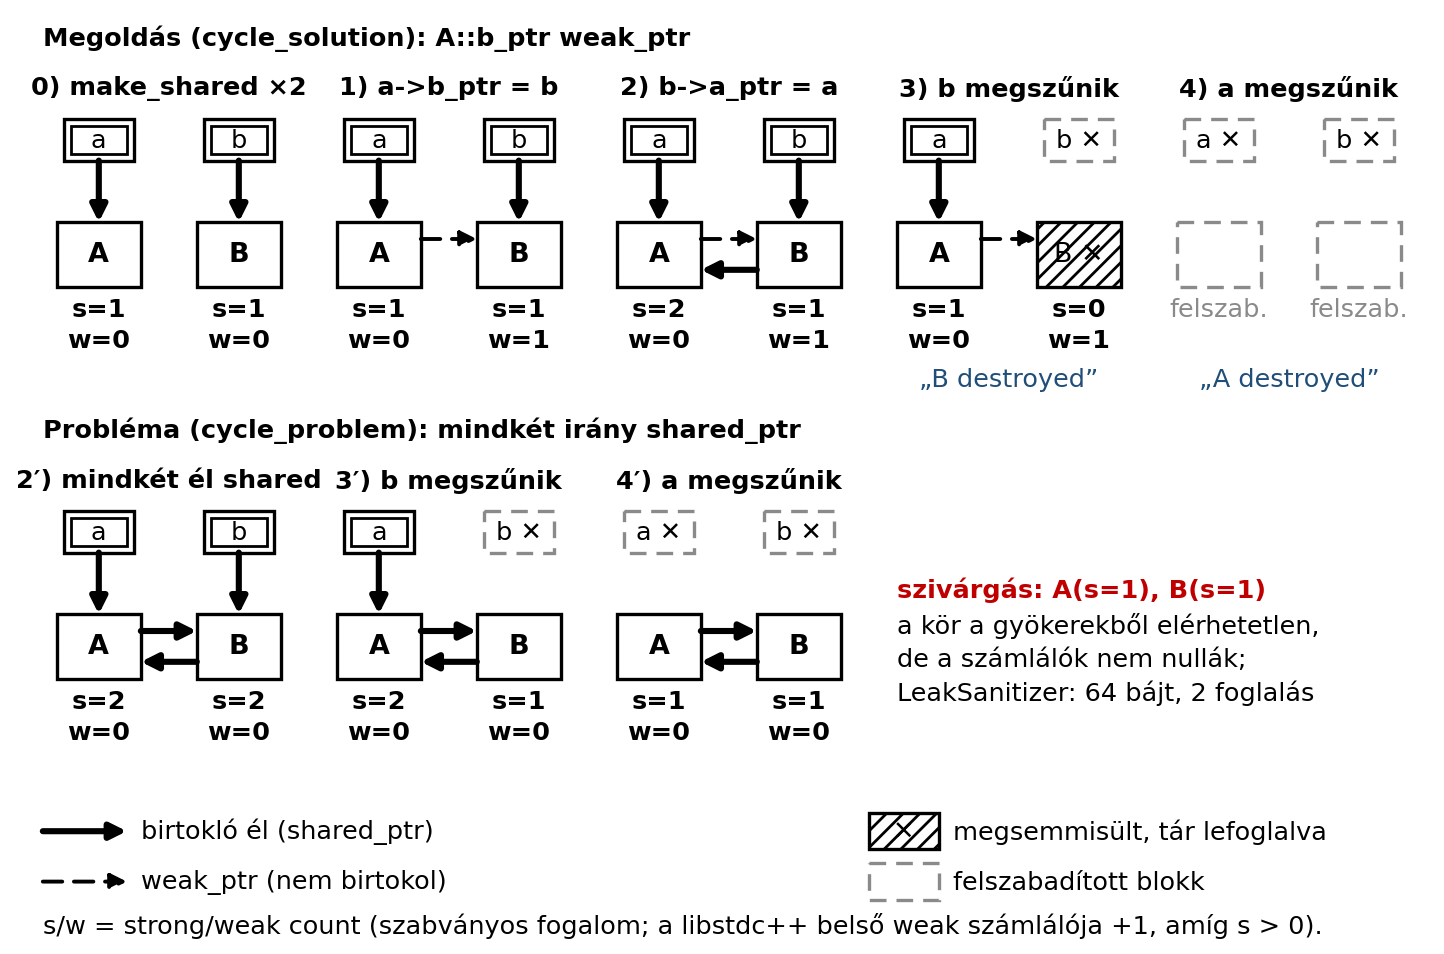 Megoldás (cycle_solution): A::b_ptr weak_ptr
0) make_shared ×2 1) a->b_ptr = b 2) b->a_ptr = a 3) b megszűnik 4) a megszűnik
a b a b a b a b ✕ a ✕ b ✕
A B A B A B A B ✕
s=1 s=1 s=1 s=1 s=2 s=1 s=1 s=0 felszab. felszab.
w=0 w=0 w=0 w=1 w=0 w=1 w=0 w=1
„B destroyed” „A destroyed”
Probléma (cycle_problem): mindkét irány shared_ptr
2′) mindkét él shared 3′) b megszűnik 4′) a megszűnik
a b a b ✕ a ✕ b ✕
A B A B A B
s=2 s=2 s=2 s=1 s=1 s=1
w=0 w=0 w=0 w=0 w=0 w=0
szivárgás: A(s=1), B(s=1)
a kör a gyökerekből elérhetetlen,
de a számlálók nem nullák;
LeakSanitizer: 64 bájt, 2 foglalás
birtokló él (shared_ptr)
✕ megsemmisült, tár lefoglalva
weak_ptr (nem birtokol)
felszabadított blokk
s/w = strong/weak count (szabványos fogalom; a libstdc++ belső weak számlálója +1, amíg s > 0).